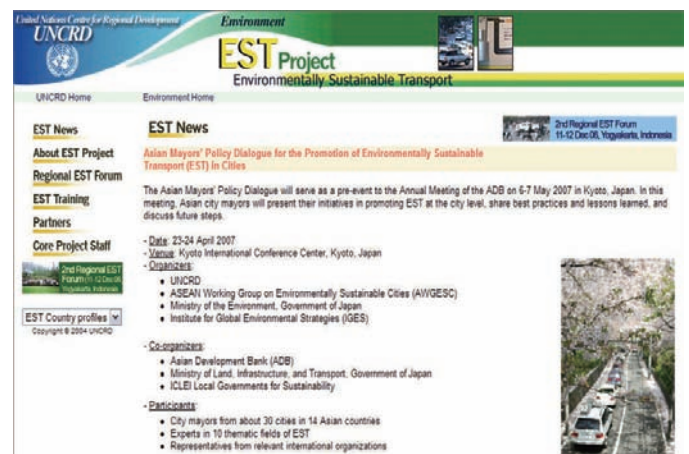 United Nations Centre for Regional Development
UNCRD
Environment
EST Project
Environmentally Sustainable Transport
UNCRD Home
Environment Home
EST News
About EST Project
Regional EST Forum
EST Training
Partners
Core Project Staff
2nd Regional EST
Forum (11-12 Dec 06
Yogyakarta, Indonesia
EST Country profiles
Copyright © 2004 UNCRD
EST News
2nd Regional EST Forum
11-12 Dec 06, Yogyakarta, Indonesia
Asian Mayors' Policy Dialogue for the Promotion of Environmentally Sustainable
Transport (EST) in Cities
The Asian Mayors' Policy Dialogue will serve as a pre-event to the Annual Meeting of the ADB on 6-7 May 2007 in Kyoto, Japan. In this
meeting, Asian city mayors will present their initiatives in promoting EST at the city level, share best practices and lessons learned, and
discuss future steps.
- Date: 23-24 April 2007
- Venue: Kyoto International Conference Center, Kyoto, Japan
- Organizers:
• UNCRD
• ASEAN Working Group on Environmentally Sustainable Cities (AWGESC)
• Ministry of the Environment, Government of Japan
• Institute for Global Environmental Strategies (IGES)
- Co-organizers:
• Asian Development Bank (ADB)
• Ministry of Land, Infrastructure, and Transport, Government of Japan
• ICLEI Local Governments for Sustainability
- Participants:
• City mayors from about 30 cities in 14 Asian countries
• Experts in 10 thematic fields of EST
• Representatives from relevant international organizations